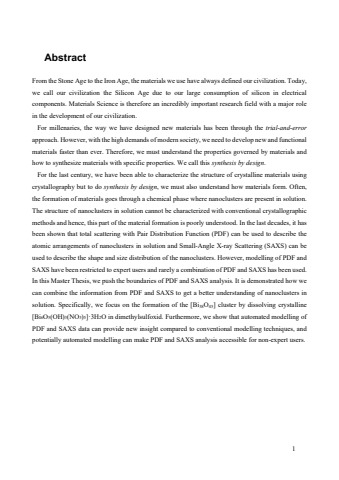 Abstract
From the Stone Age to the Iron Age, the materials we use have always defined our civilization. Today,
we call our civilization the Silicon Age due to our large consumption of silicon in electrical
components. Materials Science is therefore an incredibly important research field with a major role
in the development of our civilization.
For millenaries, the way we have designed new materials has been through the trial-and-error
approach. However, with the high demands of modern society, we need to develop new and functional
materials faster than ever. Therefore, we must understand the properties governed by materials and
how to synthesize materials with specific properties. We call this synthesis by design.
For the last century, we have been able to characterize the structure of crystalline materials using
crystallography but to do synthesis by design, we must also understand how materials form. Often,
the formation of materials goes through a chemical phase where nanoclusters are present in solution.
The structure of nanoclusters in solution cannot be characterized with conventional crystallographic
methods and hence, this part of the material formation is poorly understood. In the last decades, it has
been shown that total scattering with Pair Distribution Function (PDF) can be used to describe the
atomic arrangements of nanoclusters in solution and Small-Angle X-ray Scattering (SAXS) can be
used to describe the shape and size distribution of the nanoclusters. However, modelling of PDF and
SAXS have been restricted to expert users and rarely a combination of PDF and SAXS has been used.
In this Master Thesis, we push the boundaries of PDF and SAXS analysis. It is demonstrated how we
can combine the information from PDF and SAXS to get a better understanding of nanoclusters in
solution. Specifically, we focus on the formation of the [Bi₃₈O₄₅] cluster by dissolving crystalline
[Bi₆O₅(OH)₃(NO₃)₅]·3H₂O in dimethylsulfoxid. Furthermore, we show that automated modelling of
PDF and SAXS data can provide new insight compared to conventional modelling techniques, and
potentially automated modelling can make PDF and SAXS analysis accessible for non-expert users.
1